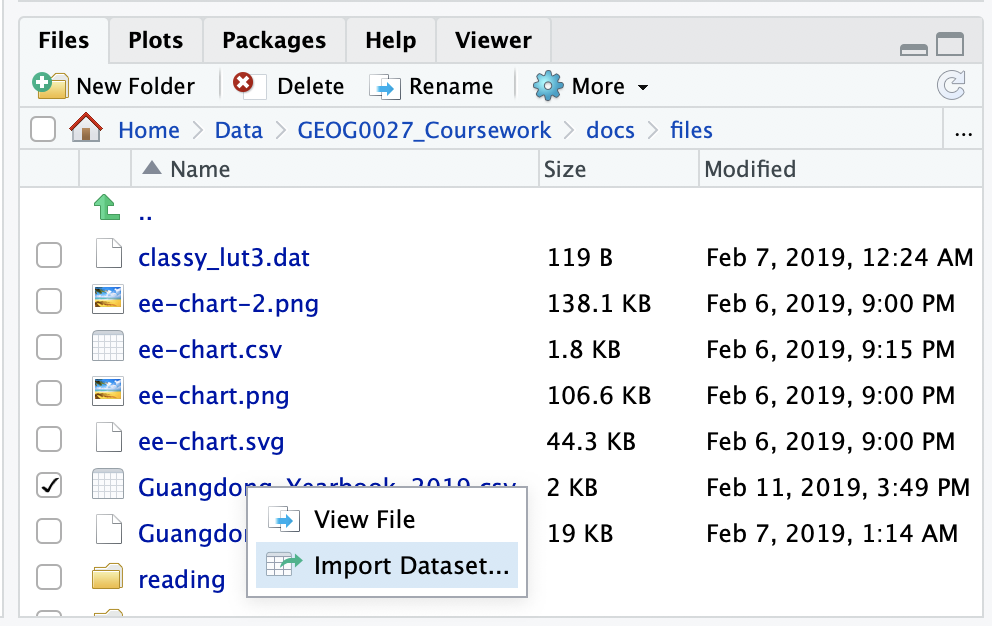 Files Plots Packages Help Viewer
New Folder Delete Rename More
Home Data GEOG0027_Coursework docs files ...
Name Size Modified
..
classy_lut3.dat 119 B Feb 7, 2019, 12:24 AM
ee-chart-2.png 138.1 KB Feb 6, 2019, 9:00 PM
ee-chart.csv 1.8 KB Feb 6, 2019, 9:15 PM
ee-chart.png 106.6 KB Feb 6, 2019, 9:00 PM
ee-chart.svg 44.3 KB Feb 6, 2019, 9:00 PM
Guangdong_Yearbook_2019.csv 2 KB Feb 11, 2019, 3:49 PM
View File
Guangdo 19 KB Feb 7, 2019, 1:14 AM
Import Dataset...
reading